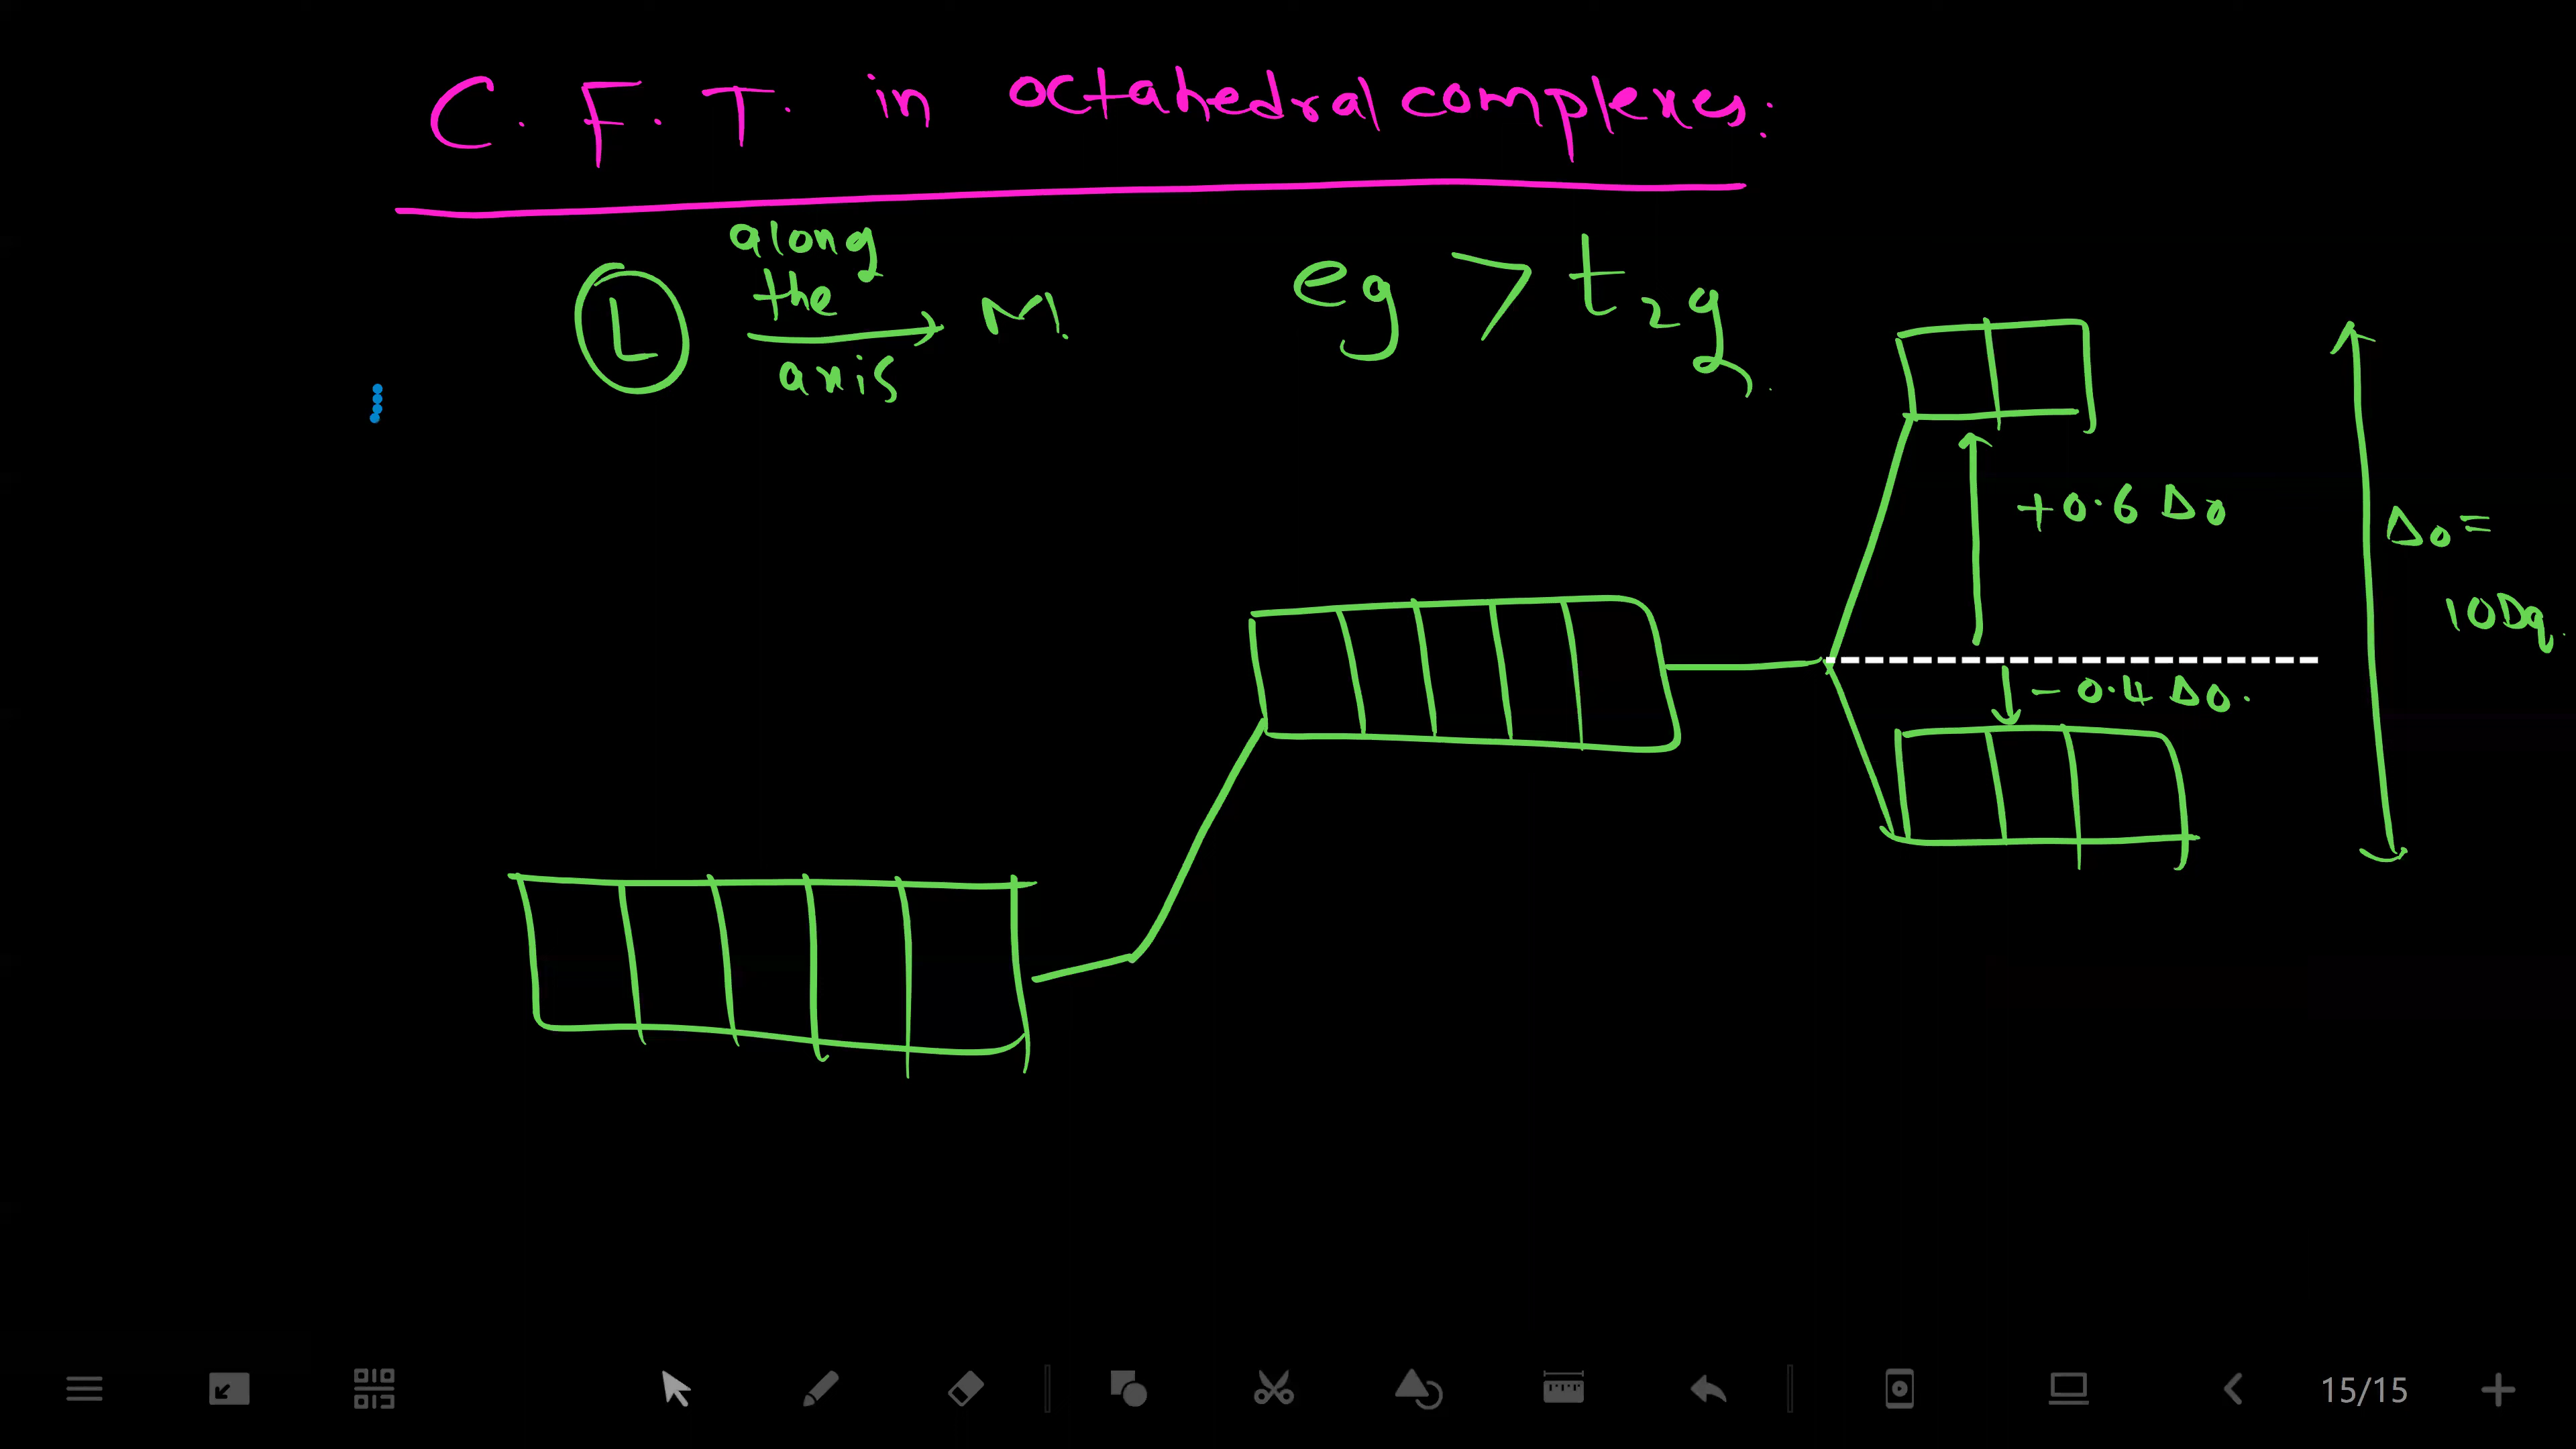 C. F. T. in octahedral complexes.
along
the
L → M.
axis
eg > t2g.
+0.6 Δo
Δo =
10Dq.
-0.4 Δo.
15/15